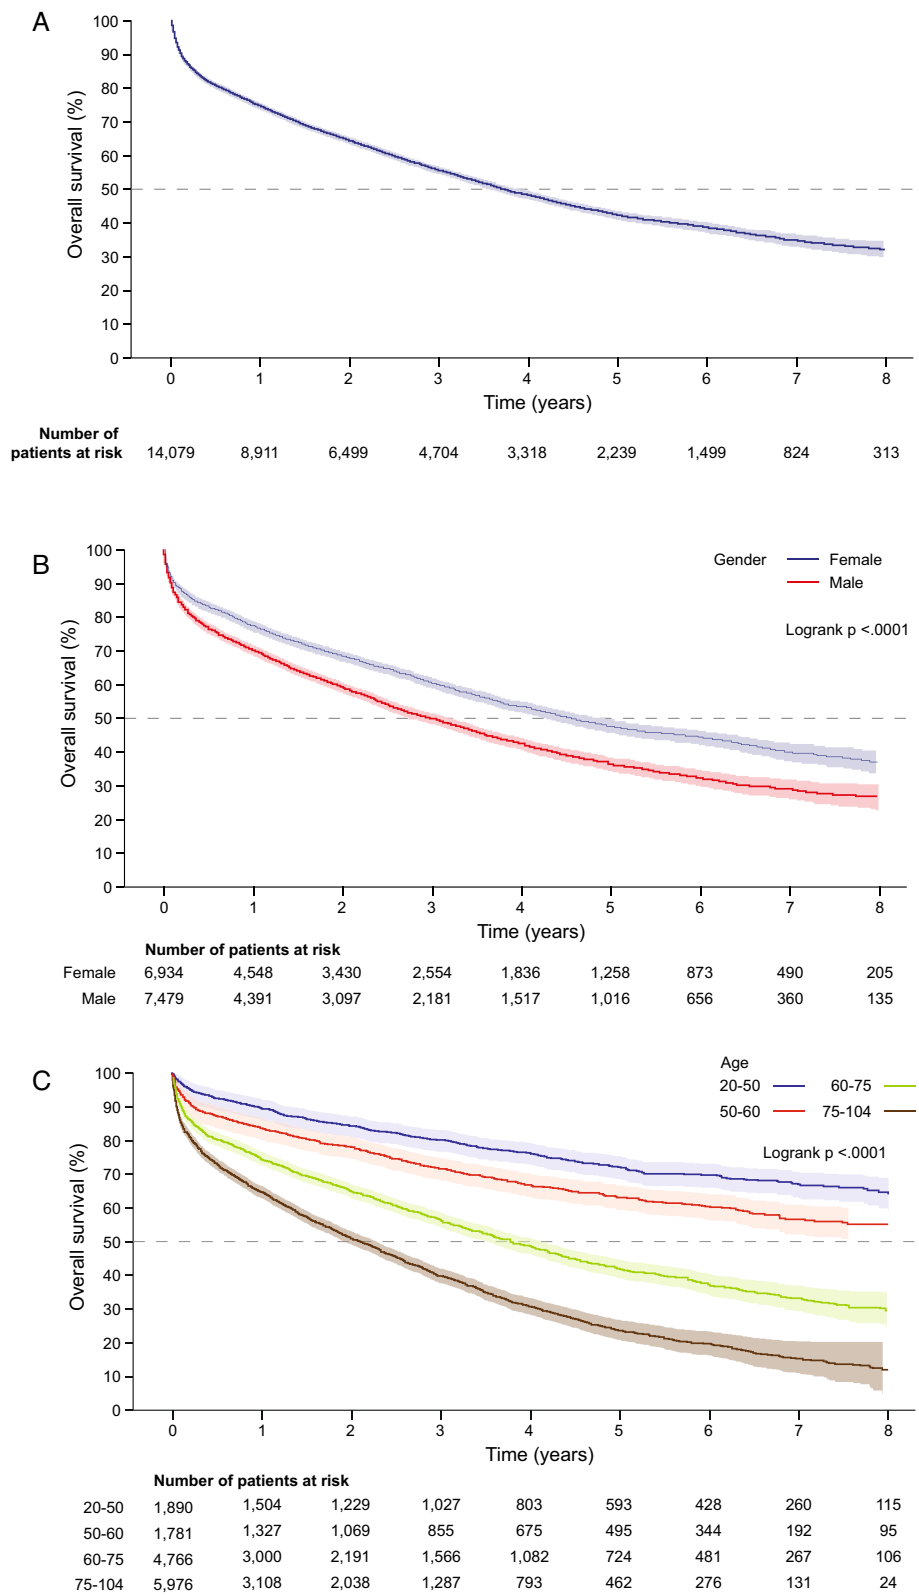 A
100
90
80
70
60
50
40
30
20
10
0
Overall survival (%)
0 1 2 3 4 5 6 7 8
Time (years)
Number of
patients at risk 14,079 8,911 6,499 4,704 3,318 2,239 1,499 824 313
B
100
90
80
70
60
50
40
30
20
10
0
Overall survival (%)
Gender Female
Male
Logrank p <.0001
0 1 2 3 4 5 6 7 8
Time (years)
Number of patients at risk
Female 6,934 4,548 3,430 2,554 1,836 1,258 873 490 205
Male 7,479 4,391 3,097 2,181 1,517 1,016 656 360 135
C
100
90
80
70
60
50
40
30
20
10
0
Overall survival (%)
Age
20-50 60-75
50-60 75-104
Logrank p <.0001
0 1 2 3 4 5 6 7 8
Time (years)
Number of patients at risk
20-50 1,890 1,504 1,229 1,027 803 593 428 260 115
50-60 1,781 1,327 1,069 855 675 495 344 192 95
60-75 4,766 3,000 2,191 1,566 1,082 724 481 267 106
75-104 5,976 3,108 2,038 1,287 793 462 276 131 24